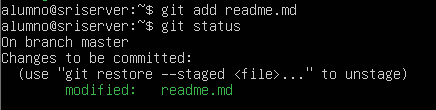 alumno@sriserver:~$ git add readme.md
alumno@sriserver:~$ git status
On branch master
Changes to be committed:
  (use "git restore --staged <file>..." to unstage)
        modified:   readme.md